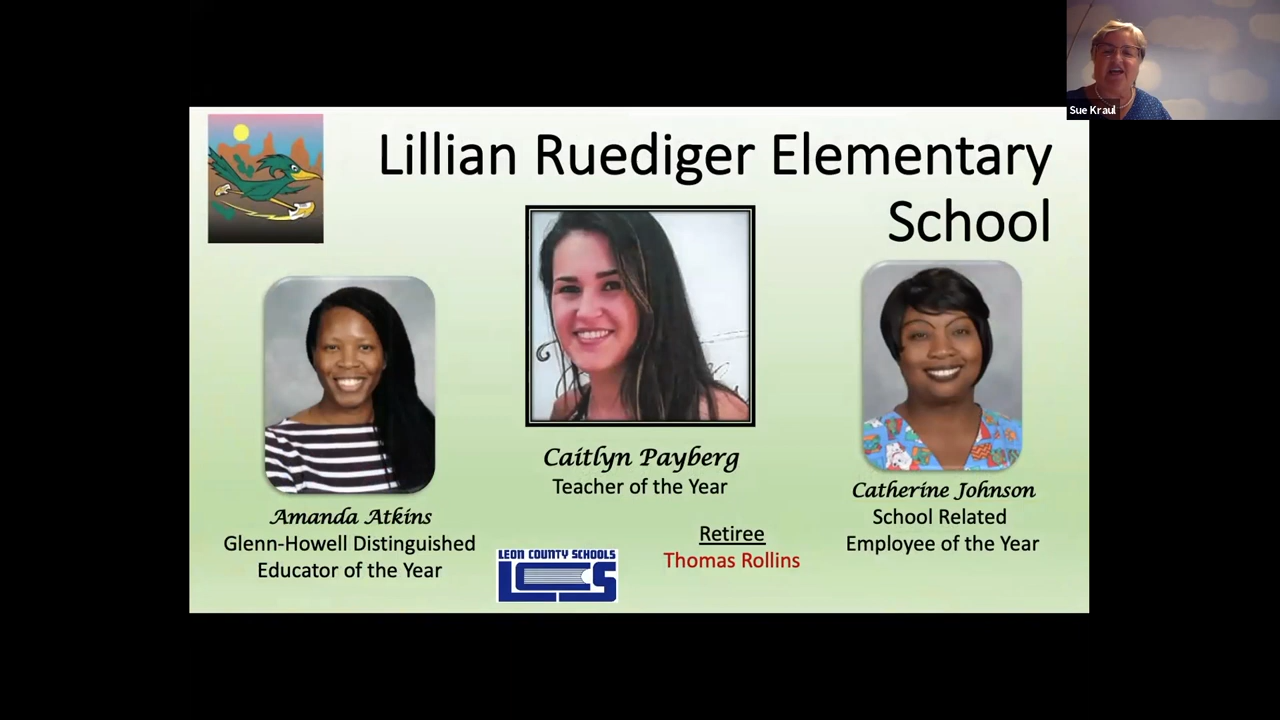 Sue Kraul
Lillian Ruediger Elementary
School
Caitlyn Payberg
Teacher of the Year
Amanda Atkins
Glenn-Howell Distinguished
Educator of the Year
Catherine Johnson
School Related
Employee of the Year
Retiree
Thomas Rollins
LEON COUNTY SCHOOLS
LCS